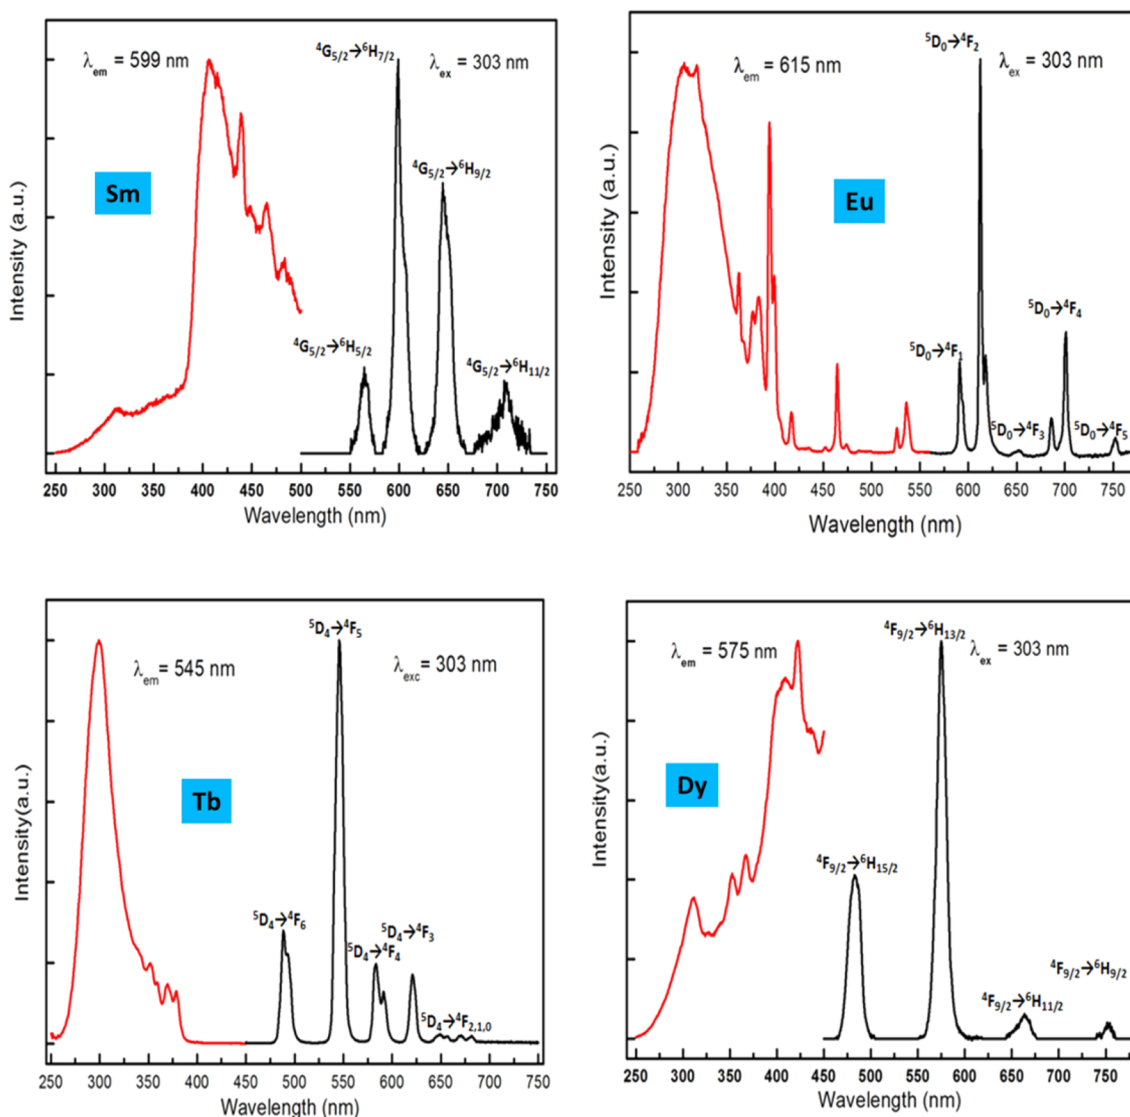 ⁴G₅/₂→⁶H₇/₂
λem = 599 nm
λex = 303 nm
⁴G₅/₂→⁶H₉/₂
Sm
⁴G₅/₂→⁶H₅/₂
⁴G₅/₂→⁶H₁₁/₂
Intensity (a.u.)
250 300 350 400 450 500 550 600 650 700 750
Wavelength (nm)
⁵D₀→⁴F₂
λem = 615 nm
λex = 303 nm
Eu
⁵D₀→⁴F₄
⁵D₀→⁴F₁
⁵D₀→⁴F₃
⁵D₀→⁴F₅
Intensity (a.u.)
250 300 350 400 450 500 550 600 650 700 750
Wavelength (nm)
⁵D₄→⁴F₅
λem = 545 nm
λexc = 303 nm
Tb
⁵D₄→⁴F₆
⁵D₄→⁴F₃
⁵D₄→⁴F₄
⁵D₄→⁴F₂,₁,₀
Intensity(a.u.)
250 300 350 400 450 500 550 600 650 700 750
Wavelength (nm)
⁴F₉/₂→⁶H₁₃/₂
λem = 575 nm
λex = 303 nm
Dy
⁴F₉/₂→⁶H₁₅/₂
⁴F₉/₂→⁶H₉/₂
⁴F₉/₂→⁶H₁₁/₂
Intensity(a.u.)
250 300 350 400 450 500 550 600 650 700 750
Wavelength (nm)